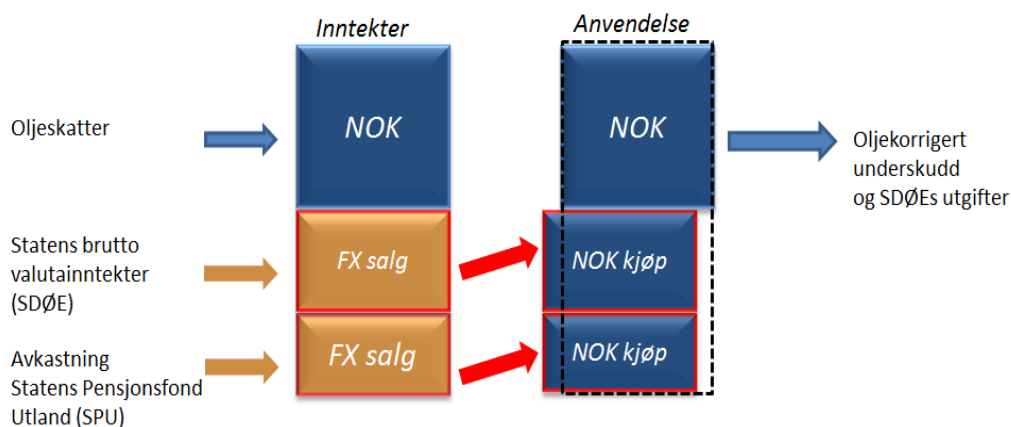 Inntekter
Anvendelse
Oljeskatter
NOK
NOK
Oljekorrigert
underskudd
og SDØEs utgifter
Statens brutto
valutainntekter
(SDØE)
FX salg
NOK kjøp
Avkastning
Statens Pensjonsfond
Utland (SPU)
FX salg
NOK kjøp